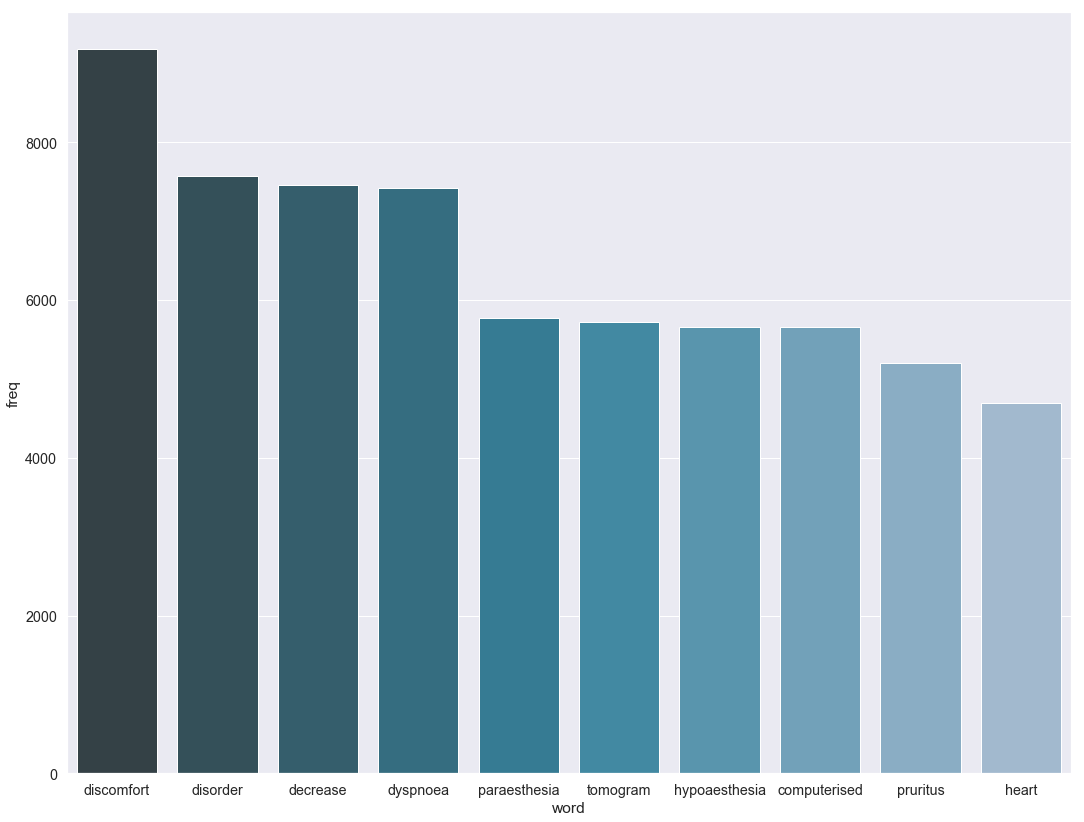 8000
6000
4000
2000
0
freq
discomfort disorder decrease dyspnoea paraesthesia tomogram hypoaesthesia computerised pruritus heart
word